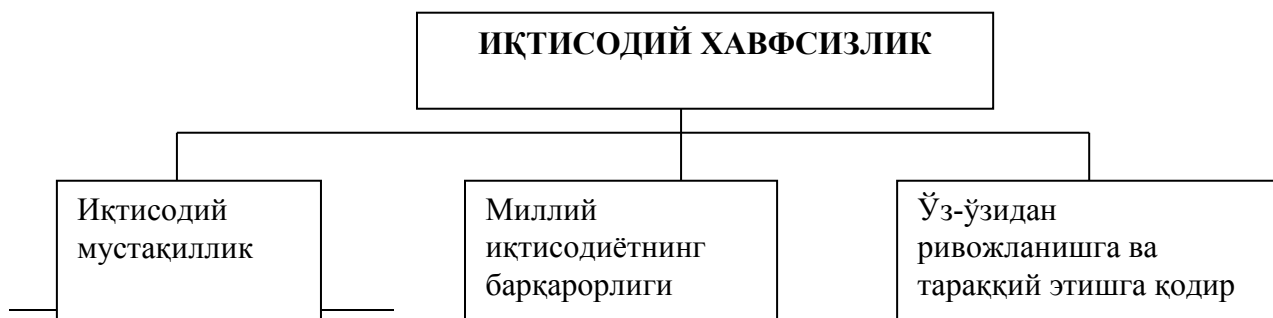 ИҚТИСОДИЙ ХАВФСИЗЛИК
Иқтисодий
мустақиллик
Миллий
иқтисодиётнинг
барқарорлиги
Ўз-ўзидан
ривожланишга ва
тараққий этишга қодир